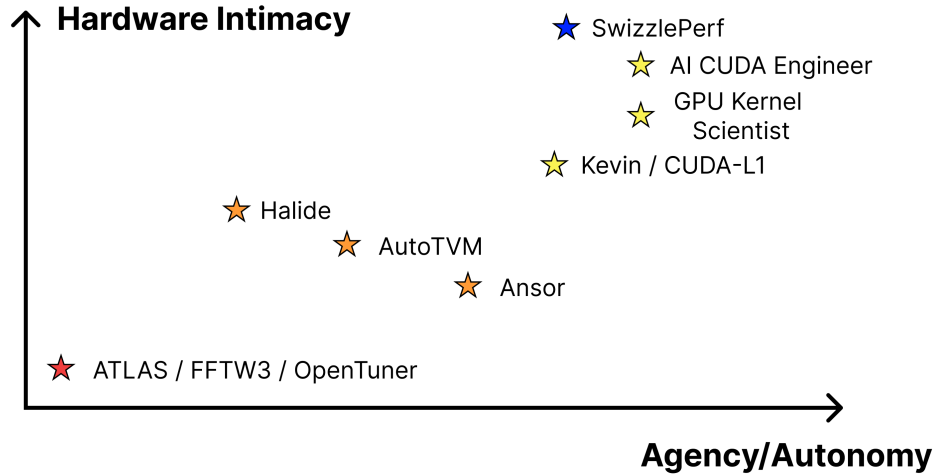 Hardware Intimacy
SwizzlePerf
AI CUDA Engineer
GPU Kernel
Scientist
Kevin / CUDA-L1
Halide
AutoTVM
Ansor
ATLAS / FFTW3 / OpenTuner
Agency/Autonomy